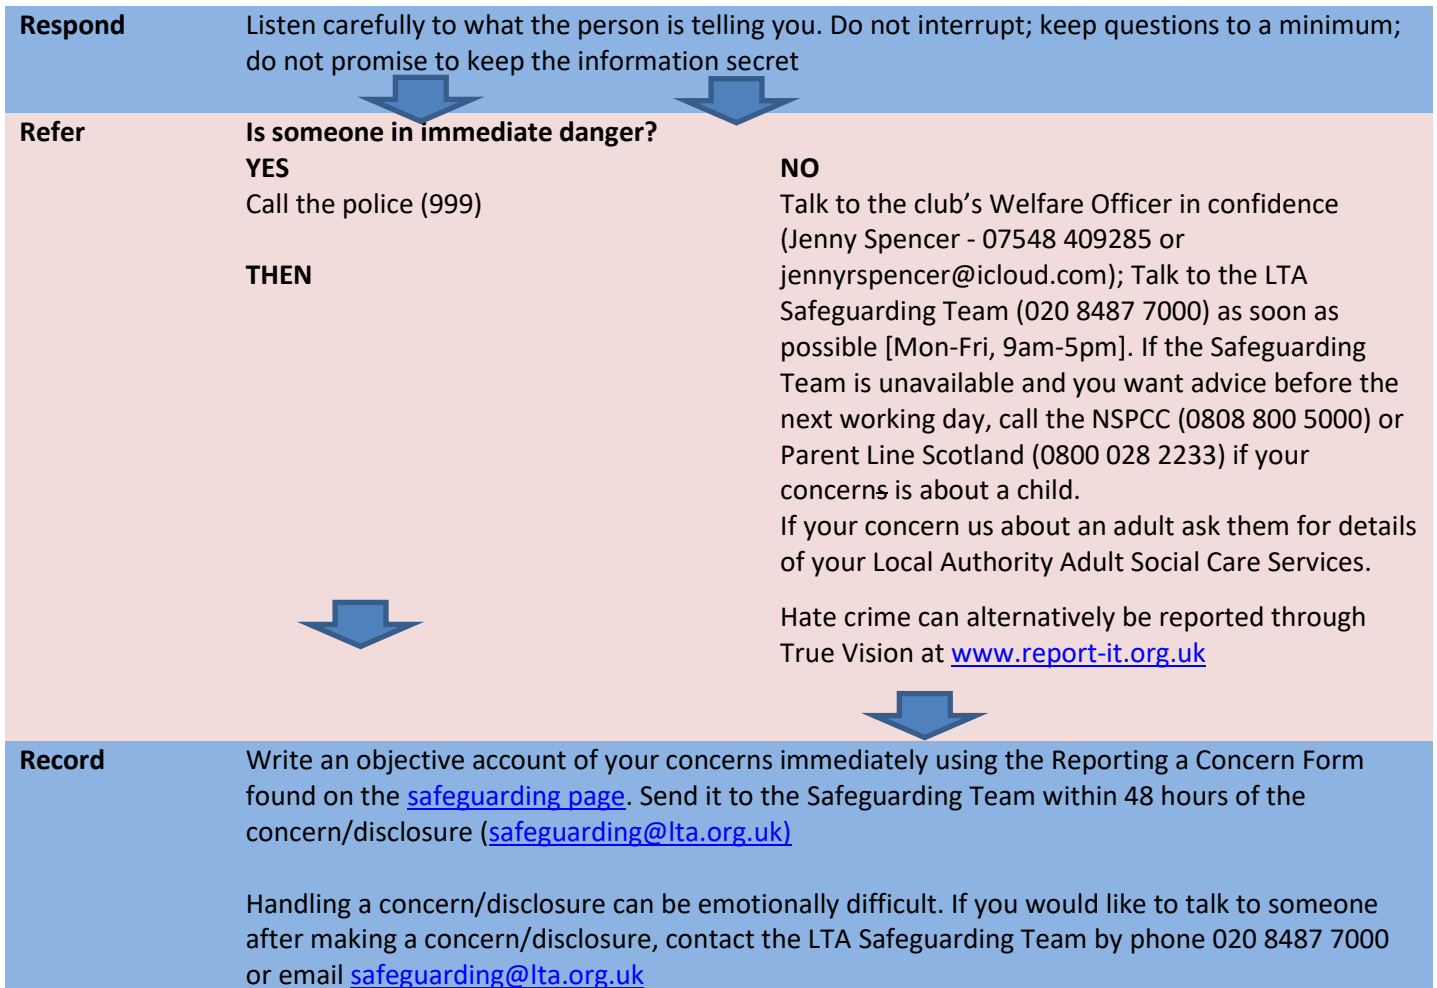 Respond
Listen carefully to what the person is telling you. Do not interrupt; keep questions to a minimum;
do not promise to keep the information secret
Refer
Is someone in immediate danger?
YES
Call the police (999)
THEN
NO
Talk to the club’s Welfare Officer in confidence
(Jenny Spencer - 07548 409285 or
jennyrspencer@icloud.com); Talk to the LTA
Safeguarding Team (020 8487 7000) as soon as
possible [Mon-Fri, 9am-5pm]. If the Safeguarding
Team is unavailable and you want advice before the
next working day, call the NSPCC (0808 800 5000) or
Parent Line Scotland (0800 028 2233) if your
concerns is about a child.
If your concern us about an adult ask them for details
of your Local Authority Adult Social Care Services.
Hate crime can alternatively be reported through
True Vision at www.report-it.org.uk
Record
Write an objective account of your concerns immediately using the Reporting a Concern Form
found on the safeguarding page. Send it to the Safeguarding Team within 48 hours of the
concern/disclosure (safeguarding@lta.org.uk)
Handling a concern/disclosure can be emotionally difficult. If you would like to talk to someone
after making a concern/disclosure, contact the LTA Safeguarding Team by phone 020 8487 7000
or email safeguarding@lta.org.uk